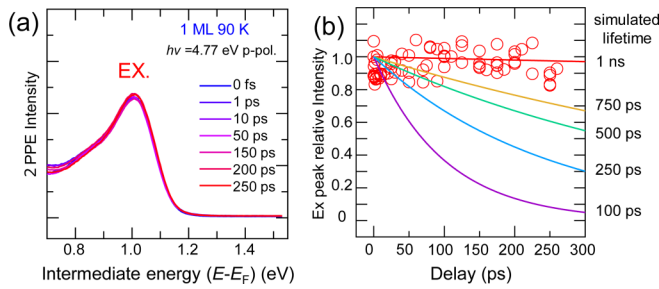 (a)
1 ML 90 K
hv =4.77 eV p-pol.
EX.
0 fs
1 ps
10 ps
50 ps
150 ps
200 ps
250 ps
2 PPE Intensity
0.8 1.0 1.2 1.4
Intermediate energy (E-EF) (eV)
(b)
simulated
lifetime
1 ns
750 ps
500 ps
250 ps
100 ps
Ex peak relative Intensity
1.0
0.8
0.6
0.4
0.2
0
0 50 100 150 200 250 300
Delay (ps)